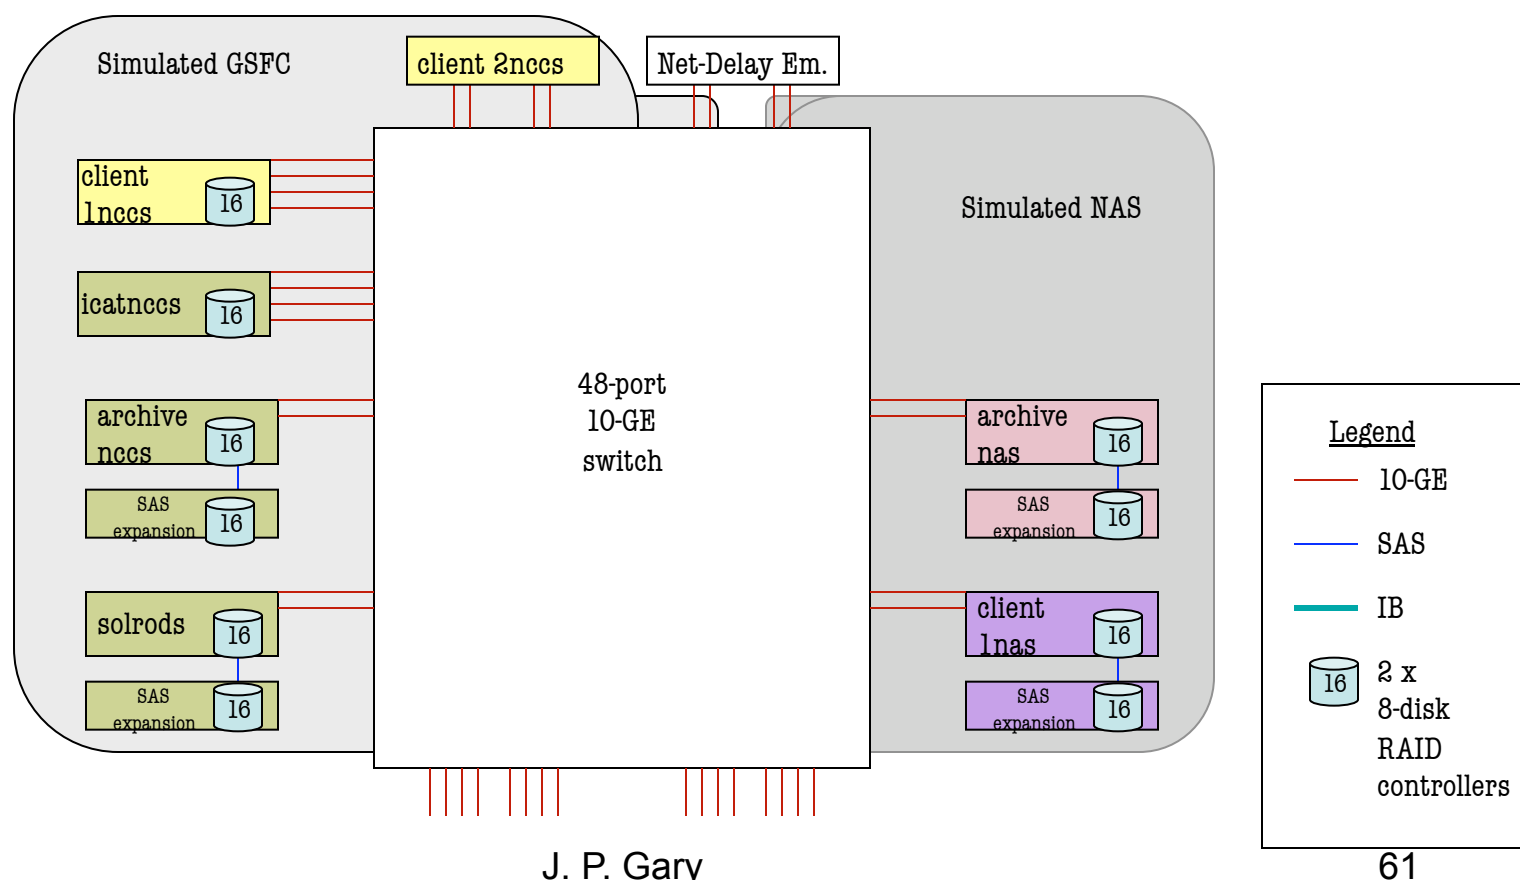 Simulated GSFC
client 2nccs
Net-Delay Em.
client
1nccs
16
Simulated NAS
icatnccs
16
48-port
10-GE
switch
archive
nccs
16
SAS
expansion
16
archive
nas
16
SAS
expansion
16
solrods
16
SAS
expansion
16
client
1nas
16
SAS
expansion
16
Legend
10-GE
SAS
IB
16
2 x
8-disk
RAID
controllers
J. P. Gary
61